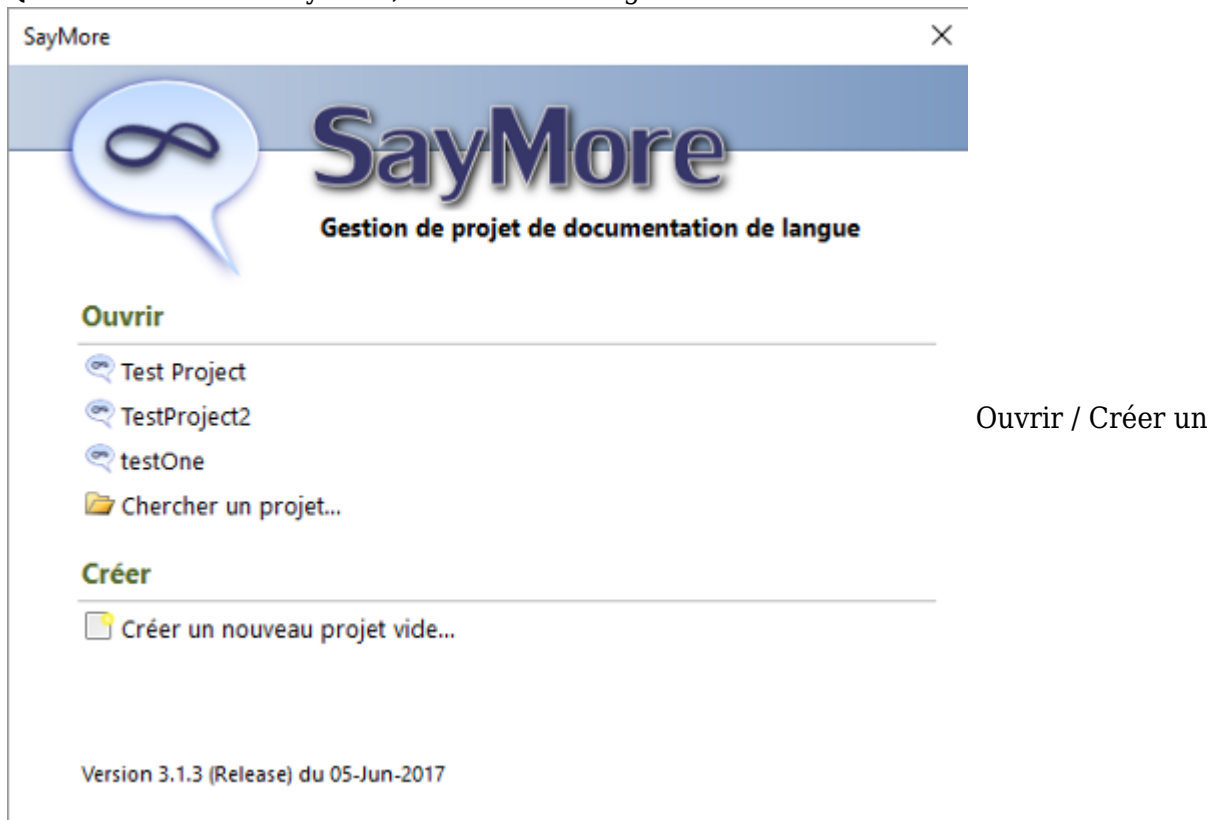 SayMore
SayMore
Gestion de projet de documentation de langue
Ouvrir
Test Project
TestProject2
testOne
Chercher un projet...
Ouvrir / Créer un
Créer
Créer un nouveau projet vide...
Version 3.1.3 (Release) du 05-Jun-2017